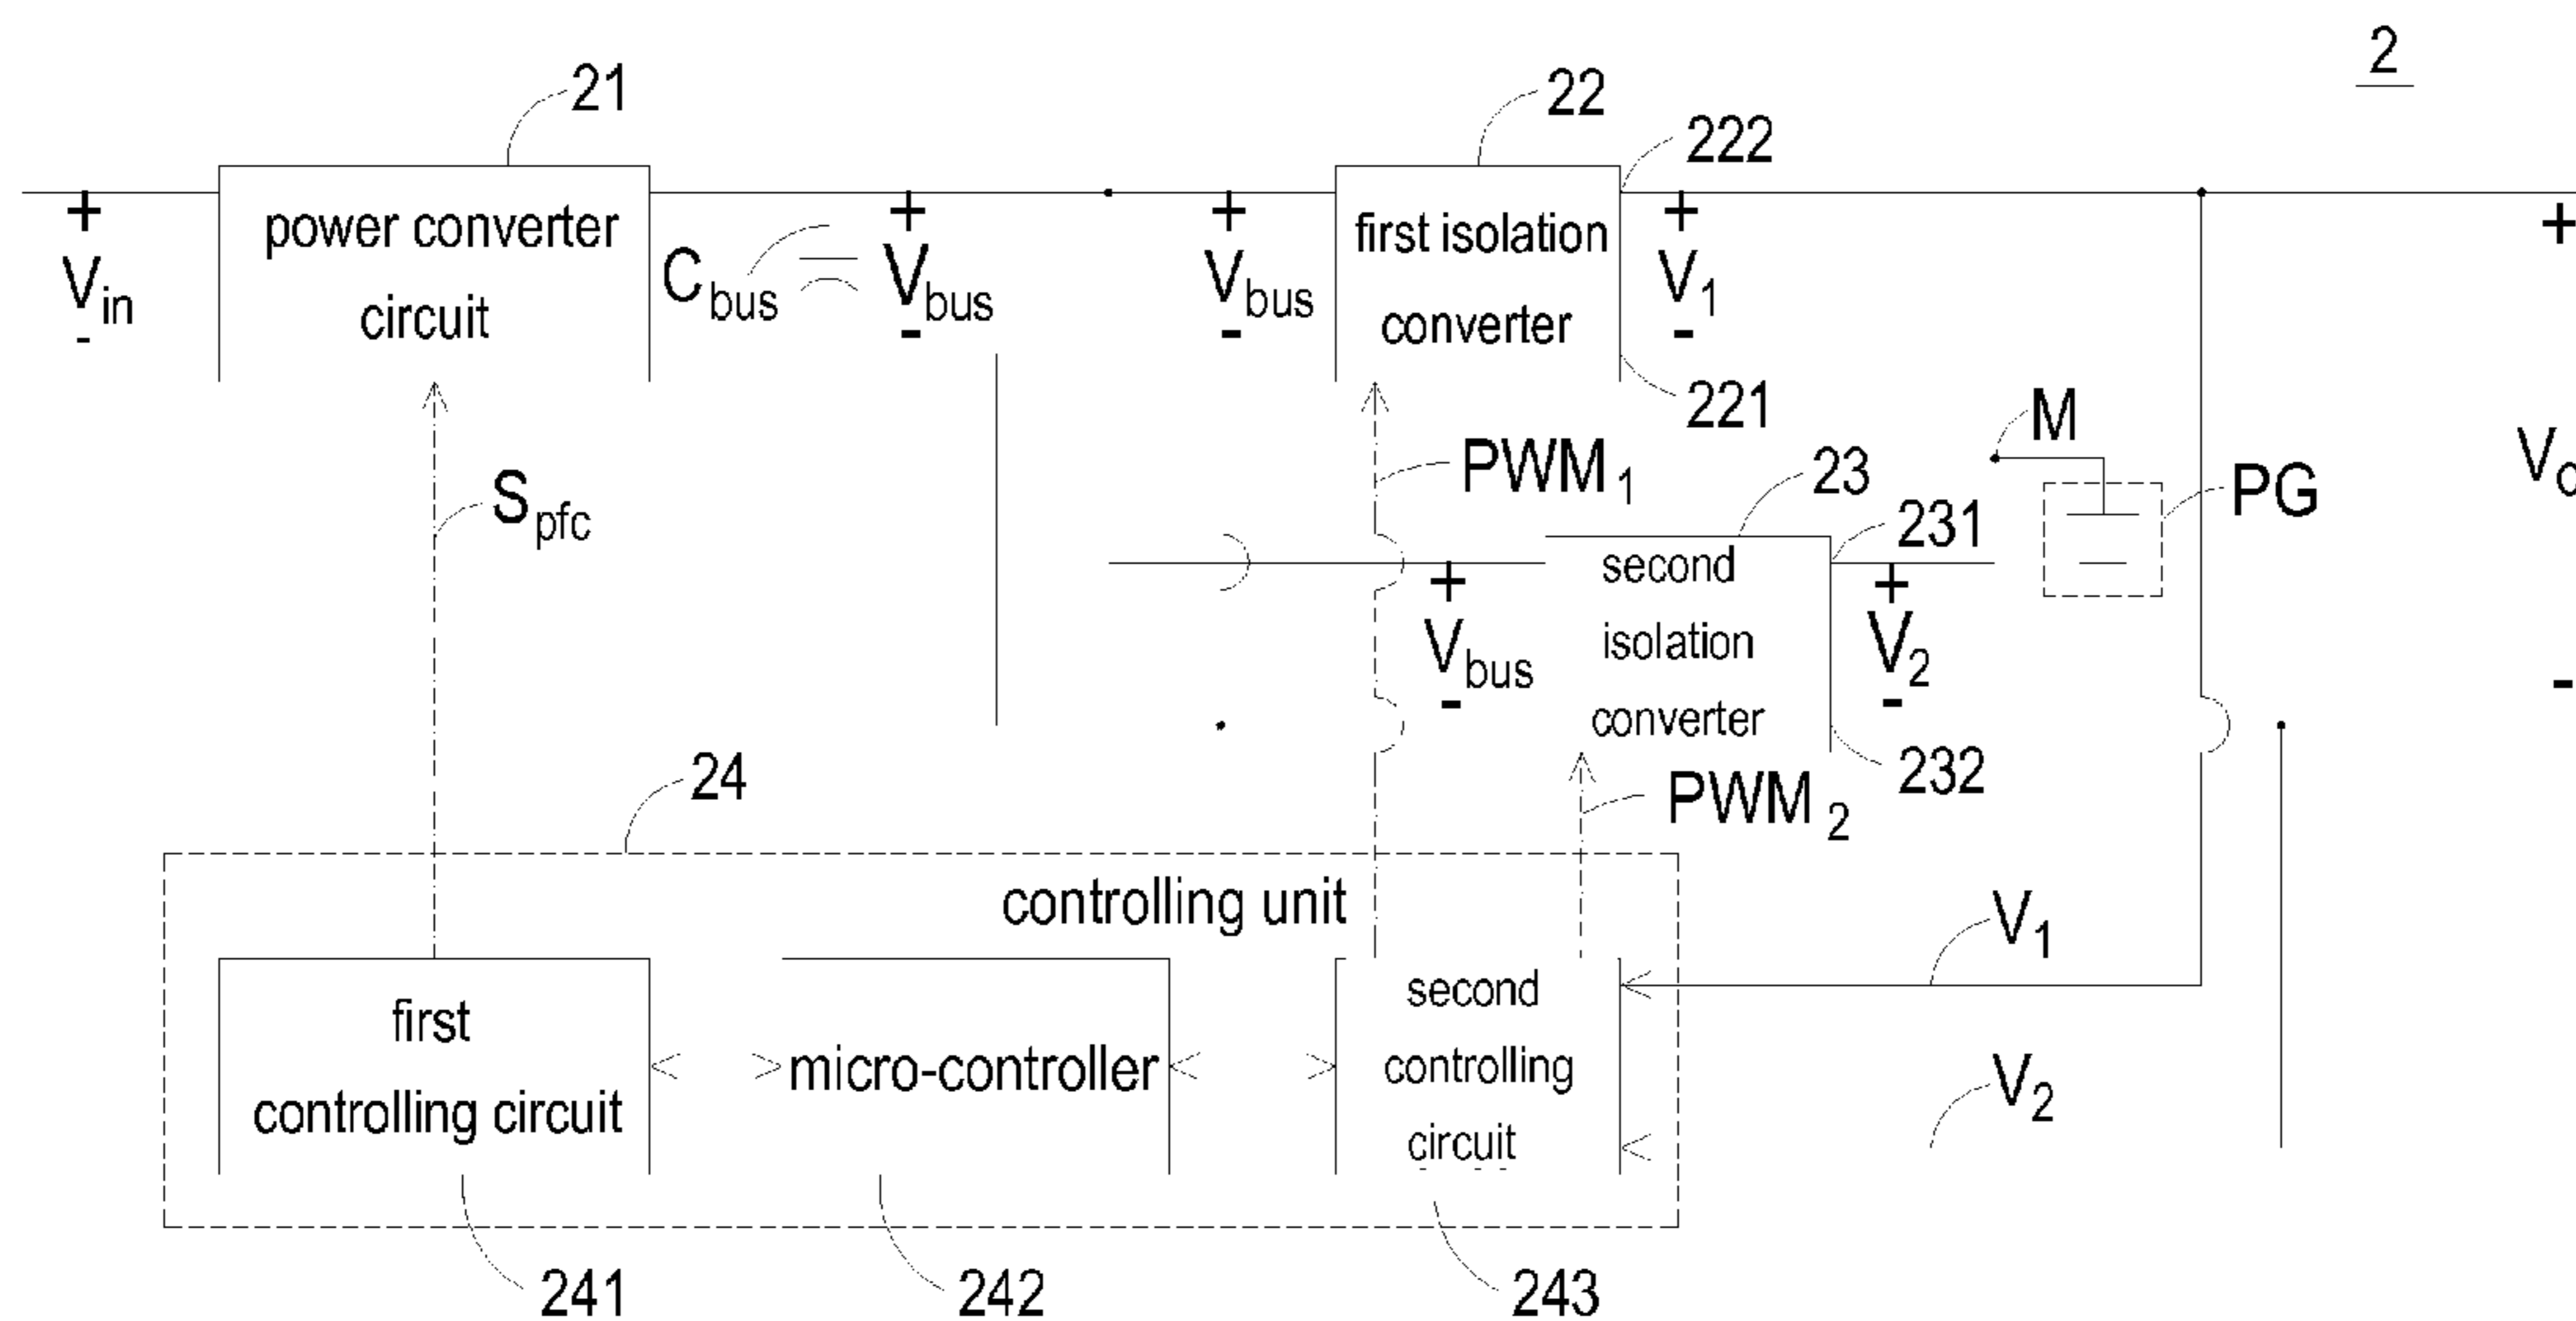 2
21
22
222
+
+
+
+
+
power converter
circuit
first isolation
converter
Vin
Cbus
Vbus
Vbus
V1
-
-
-
-
221
M
PWM1
23
PG
Spfc
231
+
+
second
isolation
converter
Vbus
V2
-
-
-
232
24
PWM2
controlling unit
V1
first
controlling circuit
micro-controller
second
controlling
circuit
V2
241
242
243